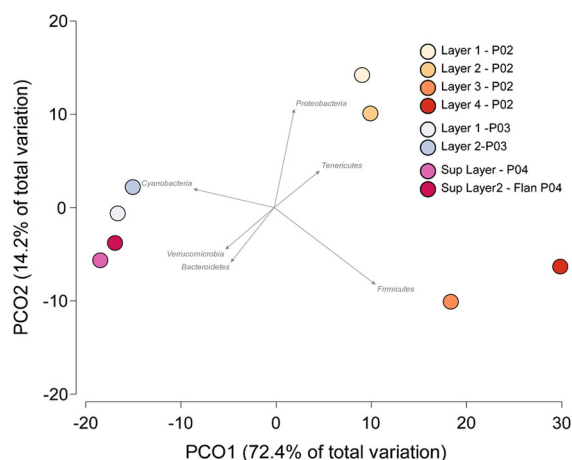 20
10
0
-10
-20
PCO2 (14.2% of total variation)
Layer 1 - P02
Layer 2 - P02
Layer 3 - P02
Layer 4 - P02
Layer 1 -P03
Layer 2-P03
Sup Layer - P04
Sup Layer2 - Flan P04
Proteobacteria
Tenericutes
Cyanobacteria
Verrucomicrobia
Bacteroidetes
Firmicutes
-20 -10 0 10 20 30
PCO1 (72.4% of total variation)